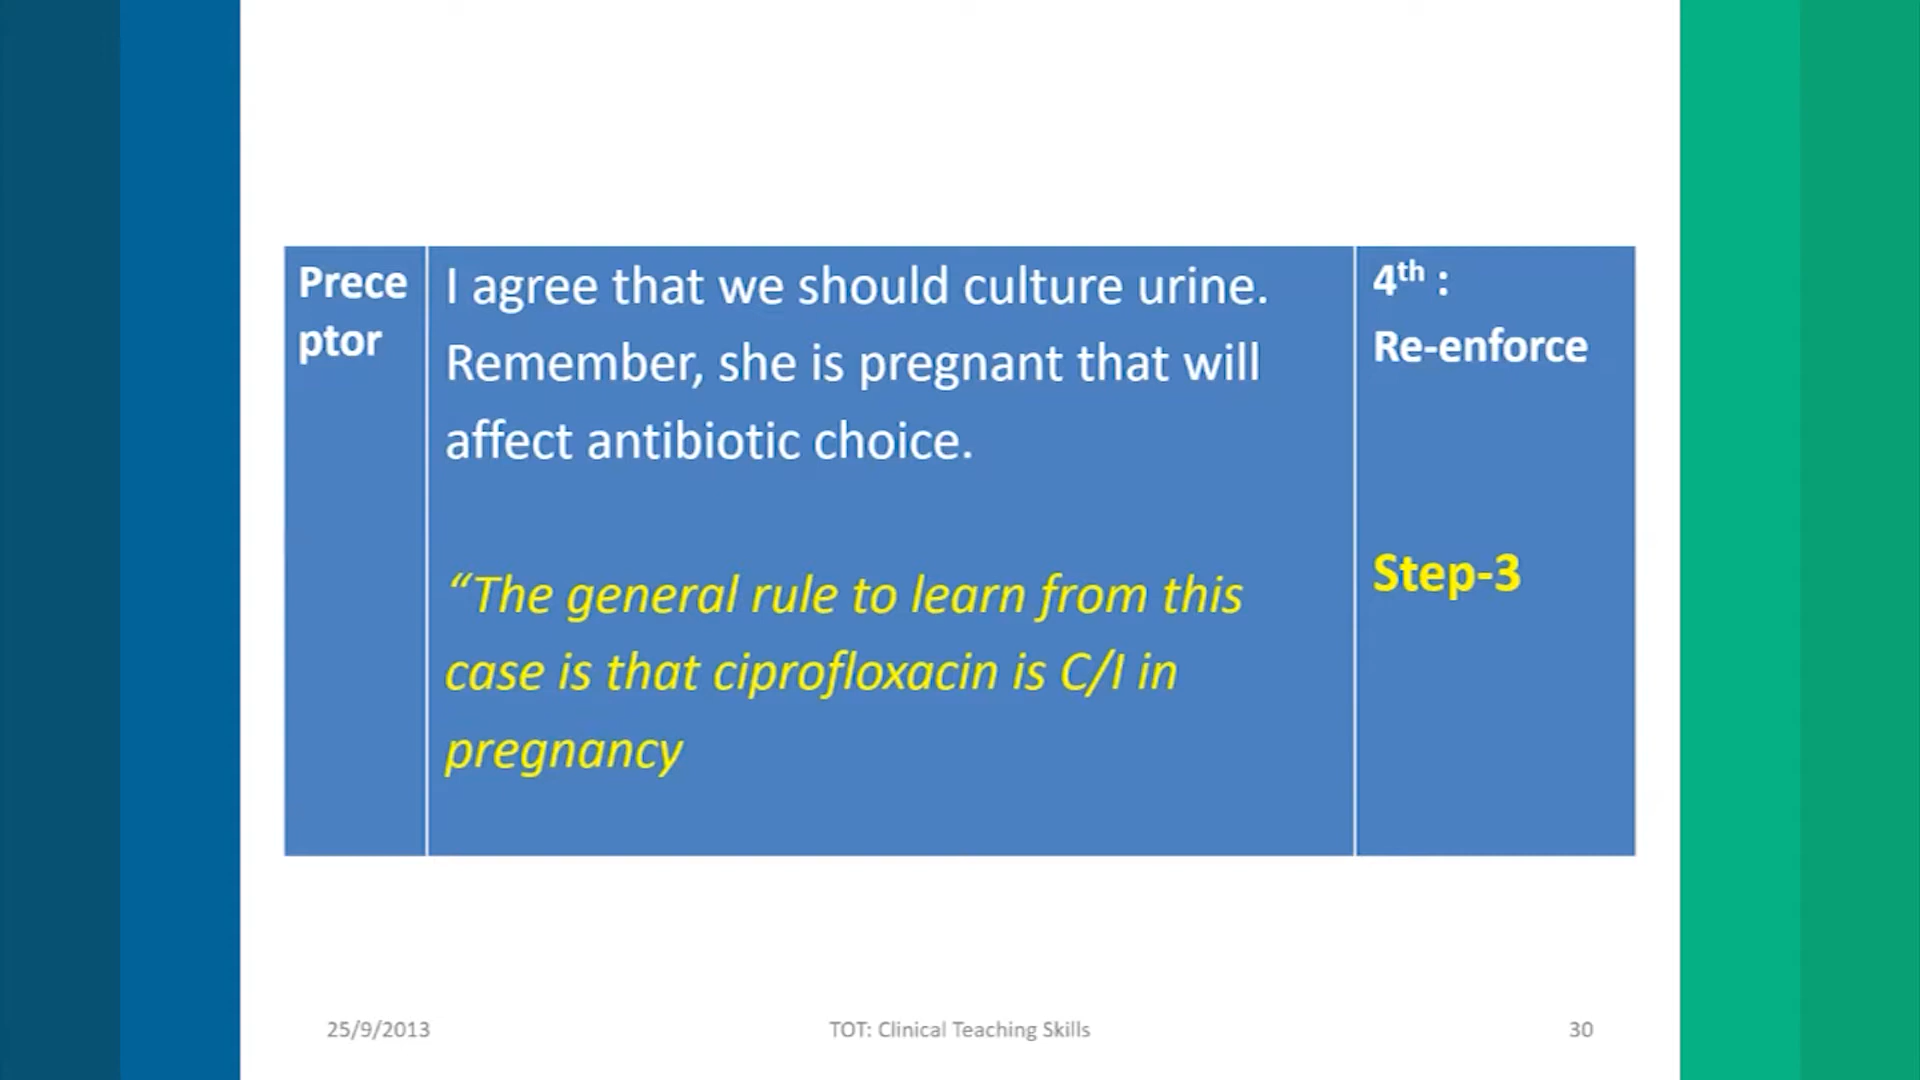 Prece
ptor
I agree that we should culture urine.
Remember, she is pregnant that will
affect antibiotic choice.
“The general rule to learn from this
case is that ciprofloxacin is C/I in
pregnancy
4th :
Re-enforce
Step-3
25/9/2013
TOT: Clinical Teaching Skills
30